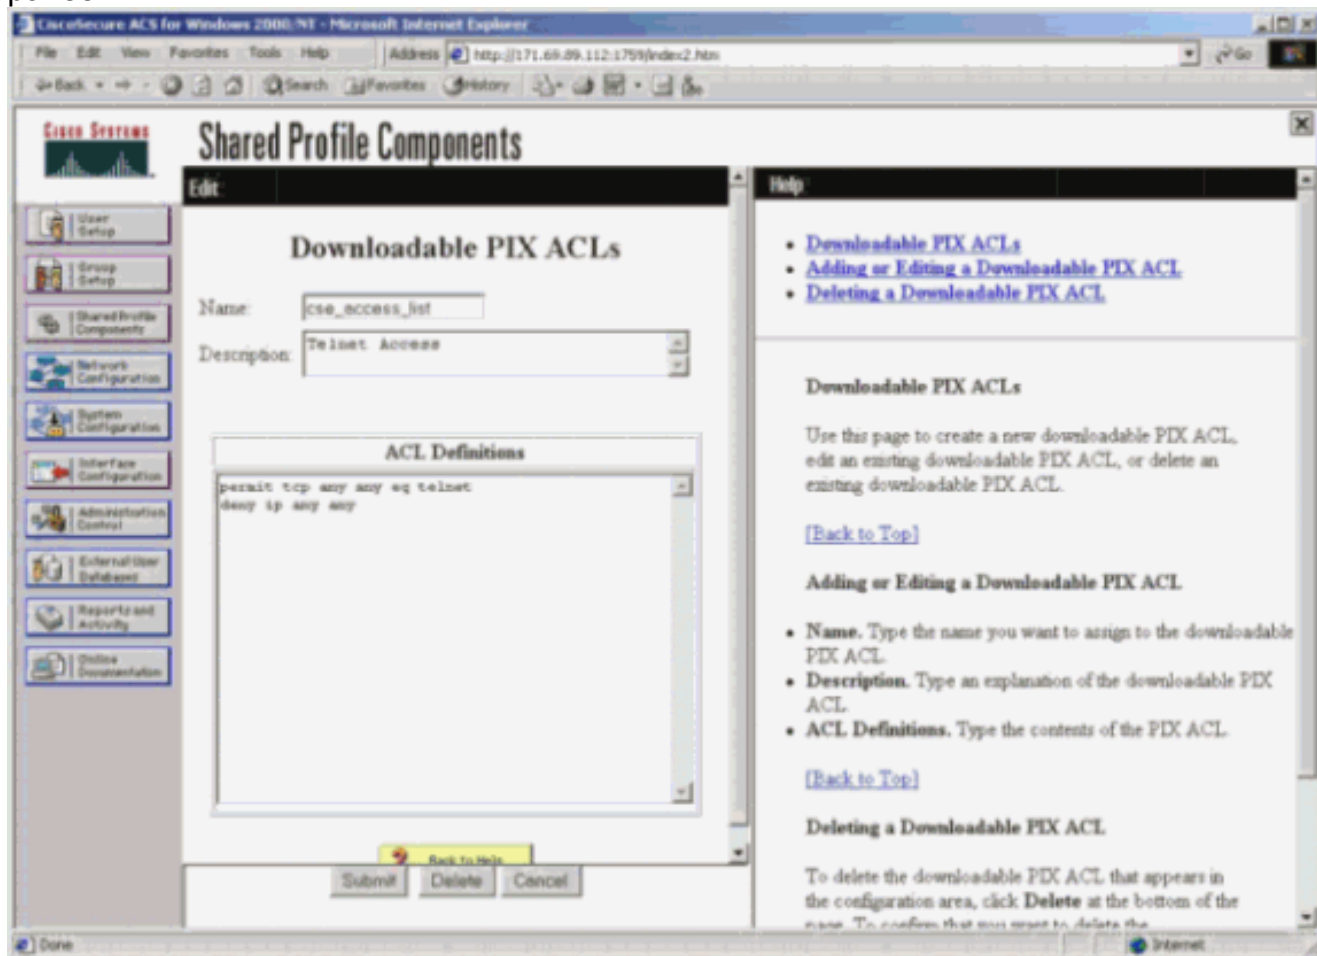 CiscoSecure ACS for Windows 2000/NT - Microsoft Internet Explorer
File Edit View Favorites Tools Help Address http://171.69.89.112:1759/index2.htm Go
Back Search Favorites History
Cisco Systems
Shared Profile Components
Edit
Help
User
Setup
Group
Setup
Shared Profile
Components
Network
Configuration
System
Configuration
Interface
Configuration
Administration
Control
External User
Databases
Reports and
Activity
Online
Documentation
Downloadable PIX ACLs
Name: cse_access_list
Description: Telnet Access
ACL Definitions
permit tcp any any eq telnet
deny ip any any
Back to Help
Submit Delete Cancel
• Downloadable PIX ACLs
• Adding or Editing a Downloadable PIX ACL
• Deleting a Downloadable PIX ACL
Downloadable PIX ACLs
Use this page to create a new downloadable PIX ACL,
edit an existing downloadable PIX ACL, or delete an
existing downloadable PIX ACL.
[Back to Top]
Adding or Editing a Downloadable PIX ACL
• Name. Type the name you want to assign to the downloadable
PIX ACL.
• Description. Type an explanation of the downloadable PIX
ACL.
• ACL Definitions. Type the contents of the PIX ACL.
[Back to Top]
Deleting a Downloadable PIX ACL
To delete the downloadable PIX ACL that appears in
the configuration area, click Delete at the bottom of the
page. To confirm that you want to delete the
Done
Internet